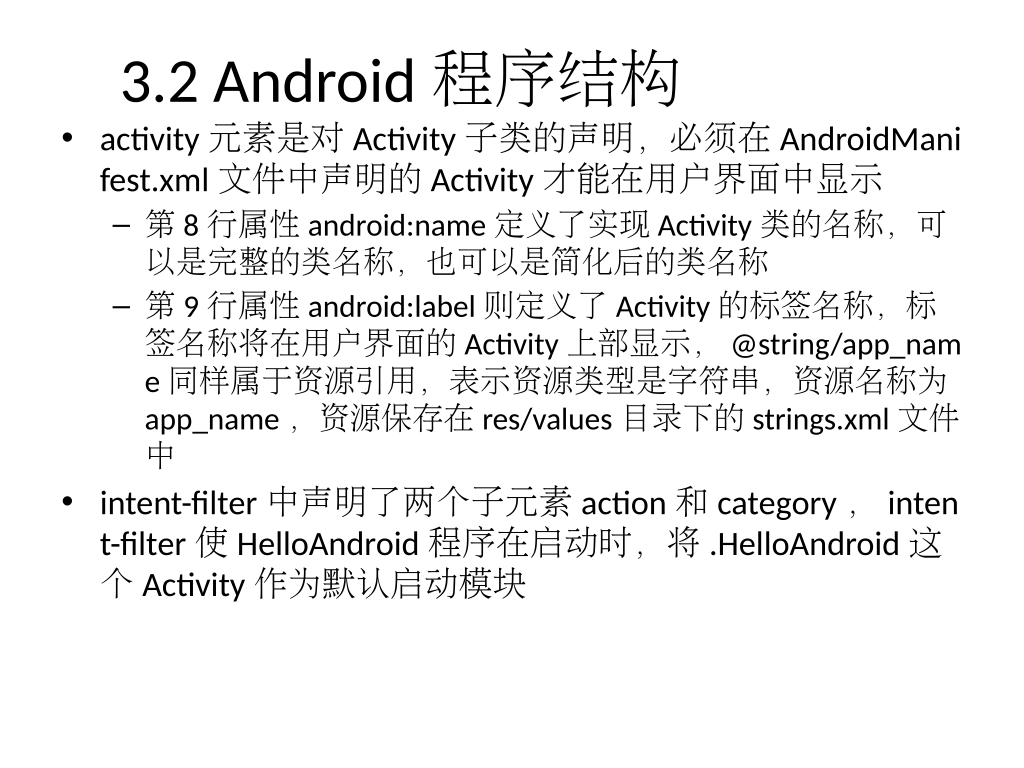 3.2 Android 程序结构
• activity 元素是对 Activity 子类的声明，必须在 AndroidMani
fest.xml 文件中声明的 Activity 才能在用户界面中显示
– 第 8 行属性 android:name 定义了实现 Activity 类的名称，可
以是完整的类名称，也可以是简化后的类名称
– 第 9 行属性 android:label 则定义了 Activity 的标签名称，标
签名称将在用户界面的 Activity 上部显示， @string/app_nam
e 同样属于资源引用，表示资源类型是字符串，资源名称为
app_name ，资源保存在 res/values 目录下的 strings.xml 文件
中
• intent-filter 中声明了两个子元素 action 和 category ， inten
t-filter 使 HelloAndroid 程序在启动时，将 .HelloAndroid 这
个 Activity 作为默认启动模块